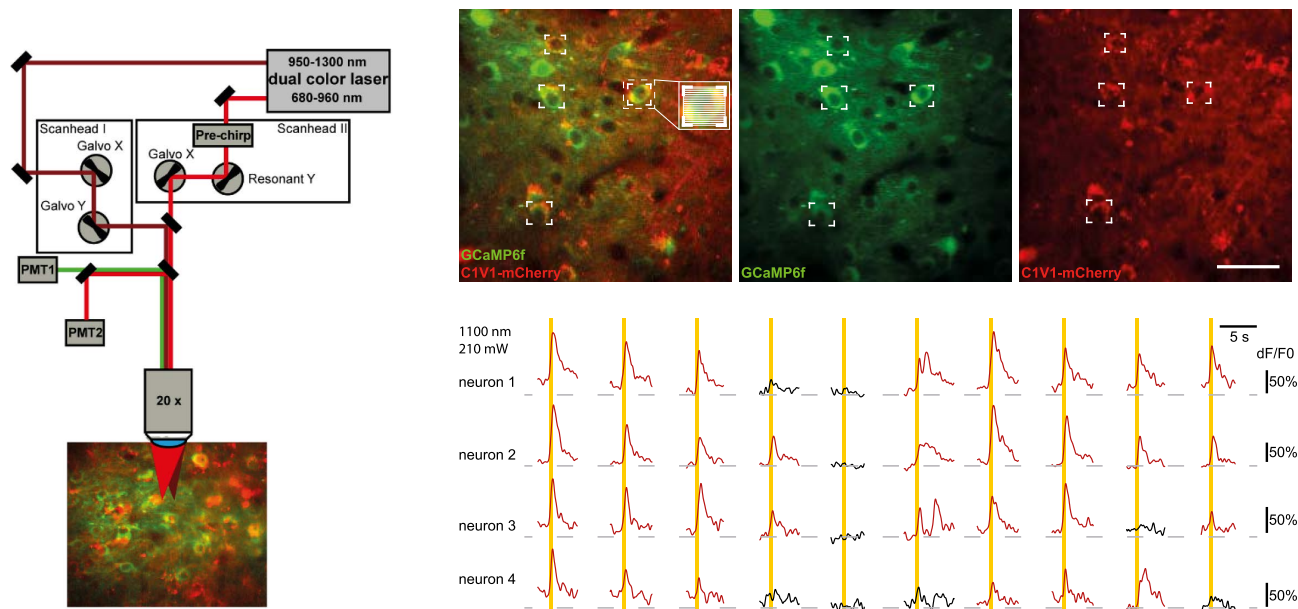 950-1300 nm
dual color laser
680-960 nm
Scanhead I
Galvo X
Galvo Y
Pre-chirp
Scanhead II
Galvo X
Resonant Y
PMT1
PMT2
20 x
GCaMP6f
C1V1-mCherry
GCaMP6f
C1V1-mCherry
1100 nm
210 mW
5 s
dF/F0
neuron 1
50%
neuron 2
50%
neuron 3
50%
neuron 4
50%